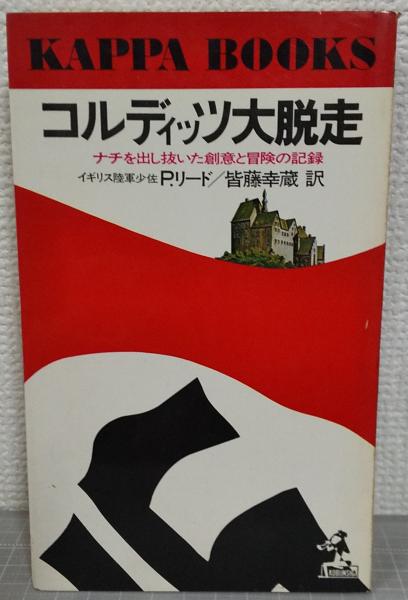 KAPPA BOOKS
コルディッツ大脱走
ナチを出し抜いた創意と冒険の記録
イギリス陸軍少佐 P.リード/皆藤幸蔵 訳